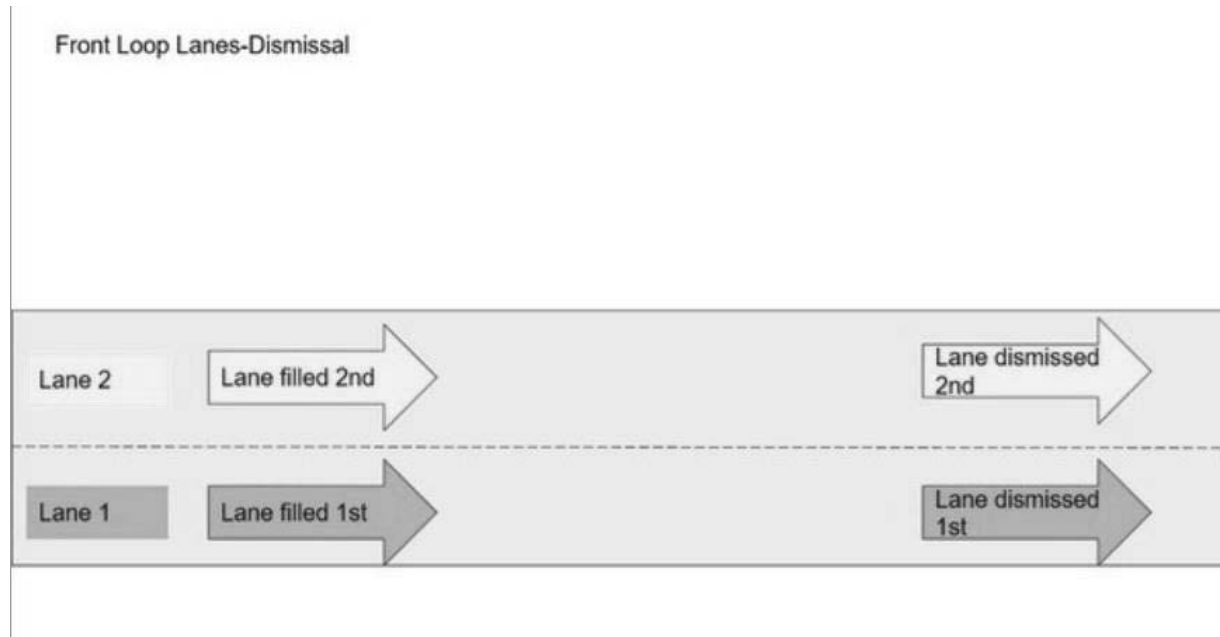 Front Loop Lanes-Dismissal
Lane 2
Lane filled 2nd
Lane dismissed
2nd
Lane 1
Lane filled 1st
Lane dismissed
1st